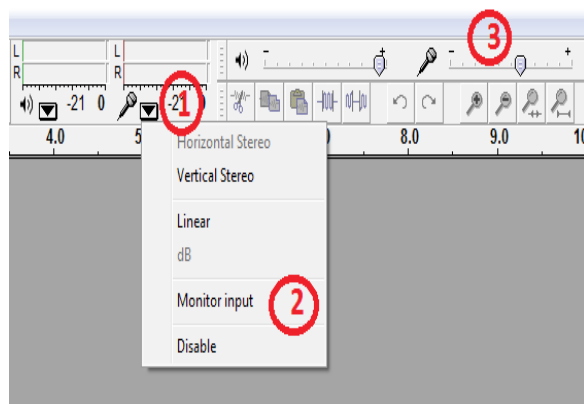 L L - + - + 3
R R
-21 0 1 -21 0
4.0 5 8.0 9.0 10
Horizontal Stereo
Vertical Stereo
Linear
dB
Monitor input 2
Disable